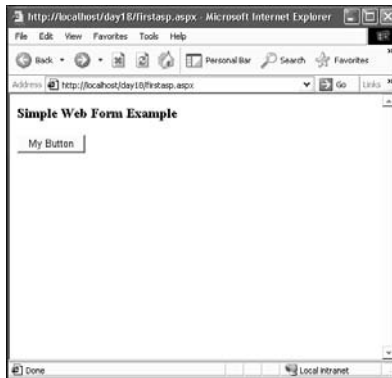 http://localhost/day18/firstasp.aspx - Microsoft Internet Explorer
File Edit View Favorites Tools Help
Back Personal Bar Search Favorites
Address http://localhost/day18/firstasp.aspx Go Links
Simple Web Form Example
My Button
Done Local intranet